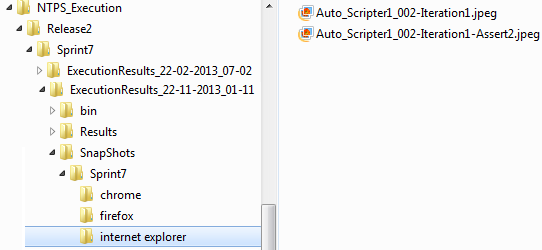 NTPS_Execution
Release2
Sprint7
ExecutionResults_22-02-2013_07-02
ExecutionResults_22-11-2013_01-11
bin
Results
SnapShots
Sprint7
chrome
firefox
internet explorer
Auto_Scripter1_002-Iteration1.jpeg
Auto_Scripter1_002-Iteration1-Assert2.jpeg